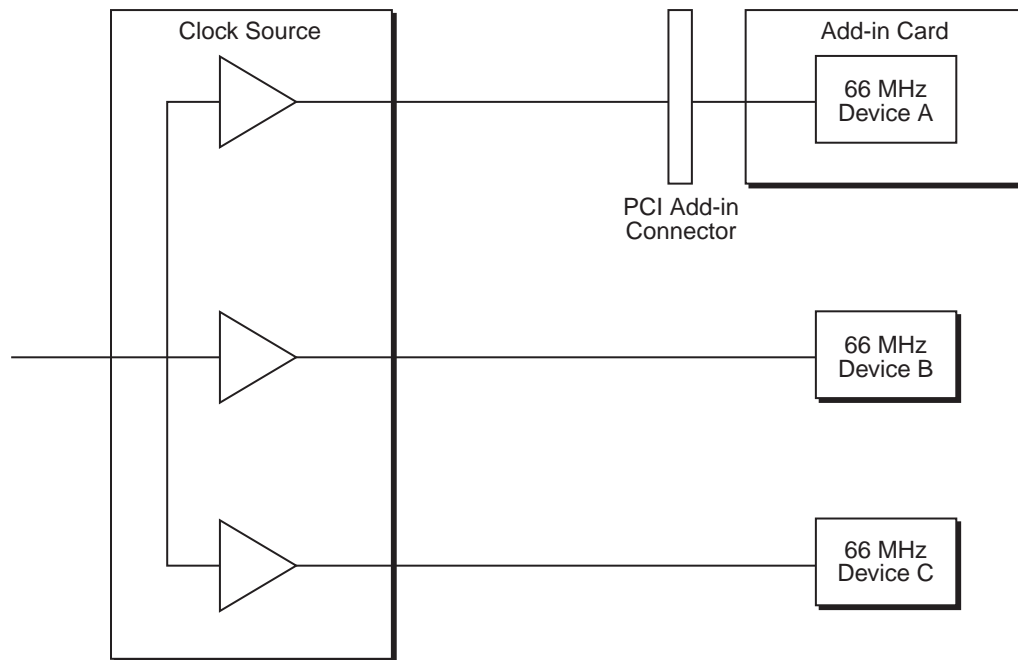 Clock Source
Add-in Card
66 MHz
Device A
PCI Add-in
Connector
66 MHz
Device B
66 MHz
Device C